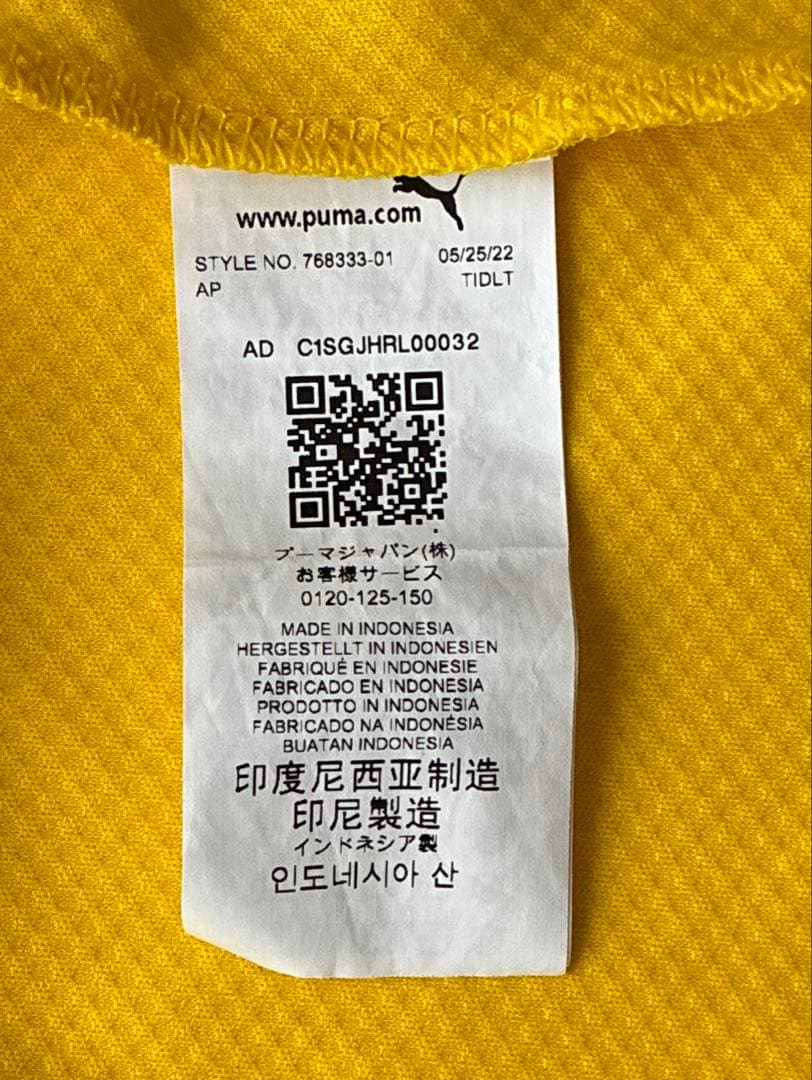 www.puma.com
STYLE NO. 768333-01 05/25/22
AP TIDLT
AD C1SGJHRL00032
プーマジャパン(株)
お客様サービス
0120-125-150
MADE IN INDONESIA
HERGESTELLT IN INDONESIEN
FABRIQUÉ EN INDONESIE
FABRICADO EN INDONESIA
PRODOTTO IN INDONESIA
FABRICADO NA INDONÉSIA
BUATAN INDONESIA
印度尼西亚制造
印尼製造
インドネシア製
인도네시아 산